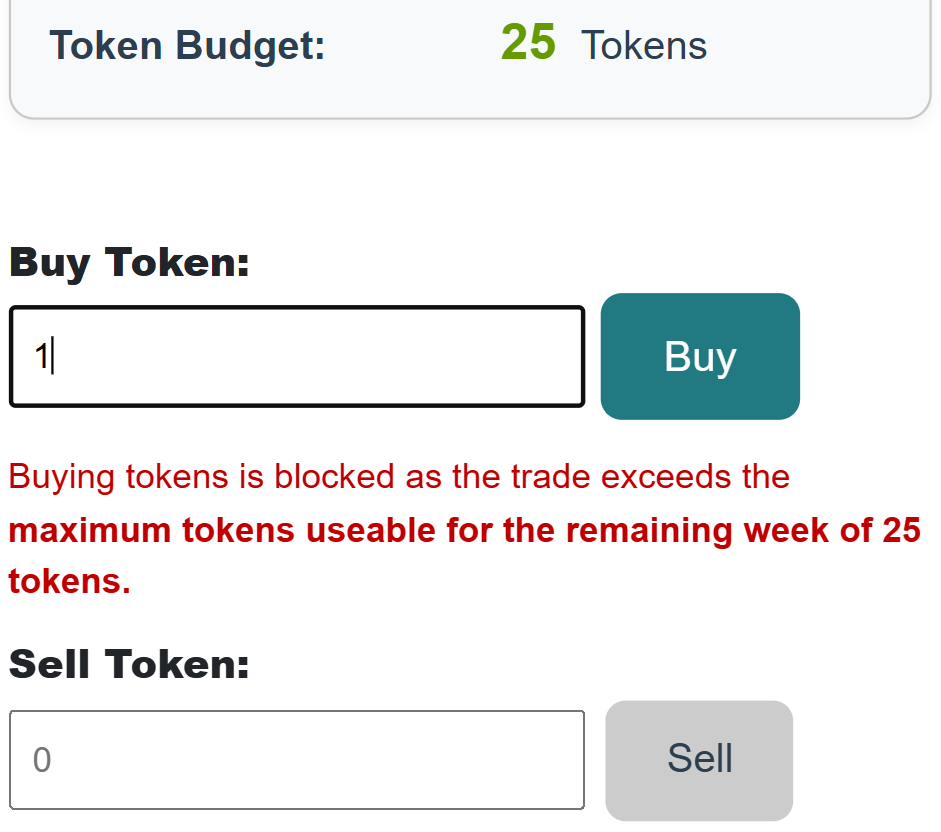 Token Budget: 25 Tokens
Buy Token:
1 Buy
Buying tokens is blocked as the trade exceeds the
maximum tokens useable for the remaining week of 25
tokens.
Sell Token:
0 Sell